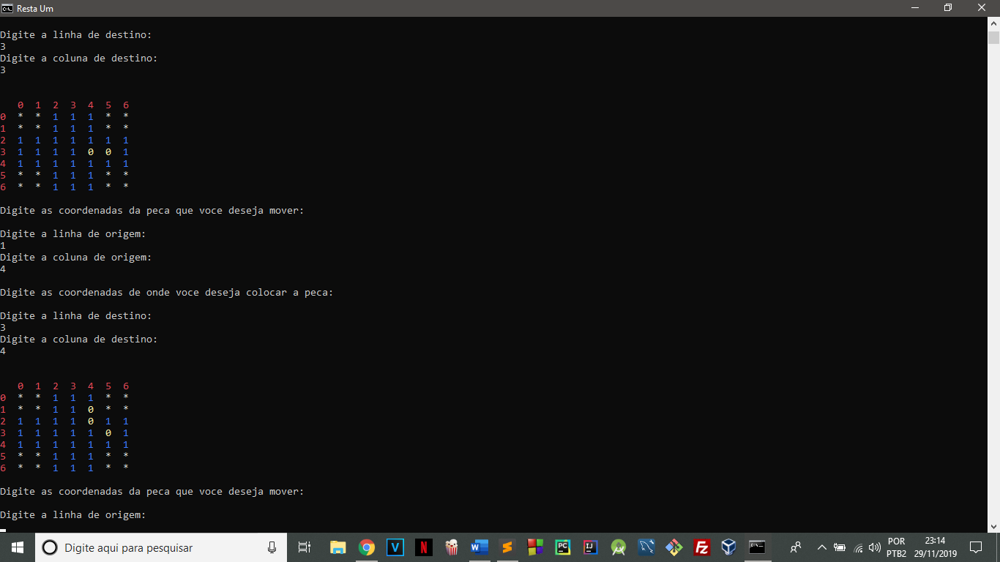 Resta Um
Digite a linha de destino:
3
Digite a coluna de destino:
3
0 1 2 3 4 5 6
0 * * 1 1 1 * *
1 * * 1 1 1 * *
2 1 1 1 1 1 1 1
3 1 1 1 1 0 0 1
4 1 1 1 1 1 1 1
5 * * 1 1 1 * *
6 * * 1 1 1 * *
Digite as coordenadas da peca que voce deseja mover:
Digite a linha de origem:
1
Digite a coluna de origem:
4
Digite as coordenadas de onde voce deseja colocar a peca:
Digite a linha de destino:
3
Digite a coluna de destino:
4
0 1 2 3 4 5 6
0 * * 1 1 1 * *
1 * * 1 1 0 * *
2 1 1 1 1 0 1 1
3 1 1 1 1 1 0 1
4 1 1 1 1 1 1 1
5 * * 1 1 1 * *
6 * * 1 1 1 * *
Digite as coordenadas da peca que voce deseja mover:
Digite a linha de origem:
Digite aqui para pesquisar
V
N
W
S
PC
IJ
Fz
POR
PTB2
23:14
29/11/2019